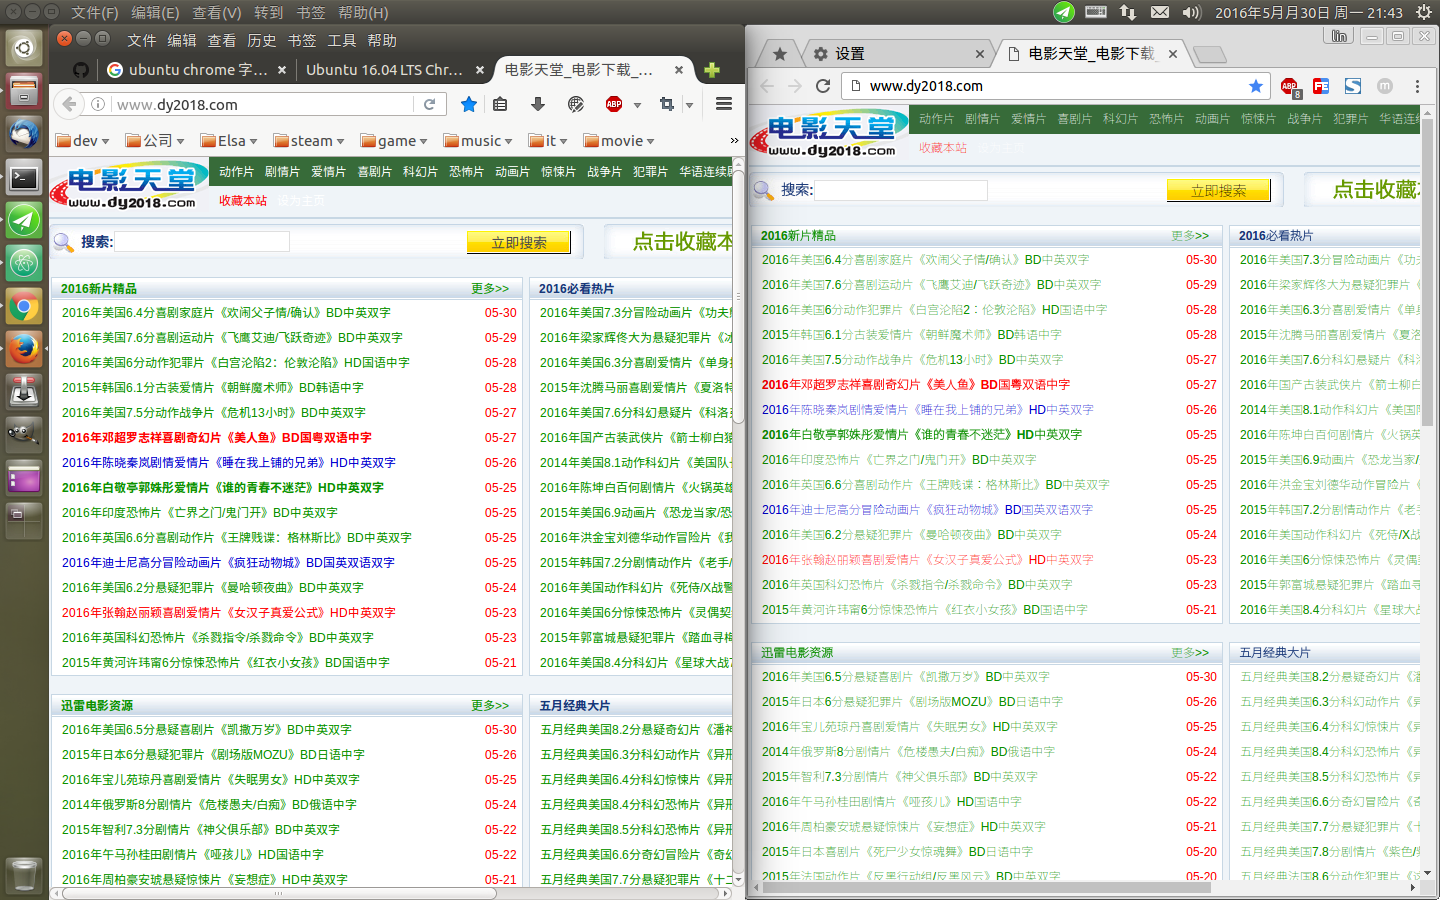 文件(F) 编辑(E) 查看(V) 转到 书签 帮助(H)
2016年5月月30日 周一 21:43
文件 编辑 查看 历史 书签 工具 帮助
ubuntu chrome 字…
Ubuntu 16.04 LTS Chr…
电影天堂_电影下载_…
www.dy2018.com
ABP
dev 公司 Elsa steam game music it movie »
电影天堂
www.dy2018.com
动作片 剧情片 爱情片 喜剧片 科幻片 恐怖片 动画片 惊悚片 战争片 犯罪片 华语连续剧
收藏本站 设为主页
搜索: 立即搜索
2016新片精品 更多>>
2016年美国6.4分喜剧家庭片《欢闹父子情/确认》BD中英双字 05-30
2016年美国7.6分喜剧运动片《飞鹰艾迪/飞跃奇迹》BD中英双字 05-29
2016年美国6分动作犯罪片《白宫沦陷2：伦敦沦陷》HD国语中字 05-28
2015年韩国6.1分古装爱情片《朝鲜魔术师》BD韩语中字 05-28
2015年美国7.5分动作战争片《危机13小时》BD中英双字 05-27
2016年邓超罗志祥喜剧奇幻片《美人鱼》BD国粤双语中字 05-27
2016年陈晓秦岚剧情爱情片《睡在我上铺的兄弟》HD中英双字 05-26
2016年白敬亭郭姝彤爱情片《谁的青春不迷茫》HD中英双字 05-25
2016年印度恐怖片《亡界之门/鬼门开》BD中英双字 05-25
2016年英国6.6分喜剧动作片《王牌贱谍：格林斯比》BD中英双字 05-25
2016年迪士尼高分冒险动画片《疯狂动物城》BD国英双语双字 05-25
2016年美国6.2分悬疑犯罪片《曼哈顿夜曲》BD中英双字 05-24
2016年张翰赵丽颖喜剧爱情片《女汉子真爱公式》HD中英双字 05-23
2016年英国科幻恐怖片《杀戮指令/杀戮命令》BD中英双字 05-23
2015年黄河许玮甯6分惊悚恐怖片《红衣小女孩》BD国语中字 05-21
2016必看热片
2016年美国7.3分冒险动画片《功夫
2016年梁家辉佟大为悬疑犯罪片《冰
2016年美国6.3分喜剧爱情片《单身
2015年沈腾马丽喜剧爱情片《夏洛特
2016年美国7.6分科幻悬疑片《科洛
2016年国产古装武侠片《箭士柳白猿
2014年美国8.1动作科幻片《美国队
2016年陈坤白百何剧情片《火锅英雄
2015年美国6.9动画片《恐龙当家/恐
2016年洪金宝刘德华动作冒险片《我
2015年韩国7.2分剧情动作片《老手/
2016年美国动作科幻片《死侍/X战警
2016年美国6分惊悚恐怖片《灵偶契
2015年郭富城悬疑犯罪片《踏血寻梅
2016年美国8.4分科幻片《星球大战7
迅雷电影资源 更多>>
2016年美国6.5分悬疑喜剧片《凯撒万岁》BD中英双字 05-30
2015年日本6分悬疑犯罪片《剧场版MOZU》BD日语中字 05-26
2016年宝儿苑琼丹喜剧爱情片《失眠男女》HD中英双字 05-25
2014年俄罗斯8分剧情片《危楼愚夫/白痴》BD俄语中字 05-24
2015年智利7.3分剧情片《神父俱乐部》BD中英双字 05-22
2016年午马孙桂田剧情片《哑孩儿》HD国语中字 05-22
2016年周柏豪安琥悬疑惊悚片《妄想症》HD中英双字 05-21
五月经典大片
五月经典美国8.2分悬疑奇幻片《潘神
五月经典美国6.3分科幻动作片《异形
五月经典美国6.4分科幻惊悚片《异形
五月经典美国8.4分科幻恐怖片《异形
五月经典美国8.5分科幻恐怖片《异形
五月经典美国6.6分奇幻冒险片《奇幻
五月经典美国7.7分悬疑犯罪片《十二
lin
设置
电影天堂_电影下载_
www.dy2018.com
ABP 8
电影天堂
www.dy2018.com
动作片 剧情片 爱情片 喜剧片 科幻片 恐怖片 动画片 惊悚片 战争片 犯罪片 华语连续
收藏本站
搜索: 立即搜索
2016新片精品 更多>>
2016年美国6.4分喜剧家庭片《欢闹父子情/确认》BD中英双字 05-30
2016年美国7.6分喜剧运动片《飞鹰艾迪/飞跃奇迹》BD中英双字 05-29
2016年美国6分动作犯罪片《白宫沦陷2：伦敦沦陷》HD国语中字 05-28
2015年韩国6.1分古装爱情片《朝鲜魔术师》BD韩语中字 05-28
2015年美国7.5分动作战争片《危机13小时》BD中英双字 05-27
2016年邓超罗志祥喜剧奇幻片《美人鱼》BD国粤双语中字 05-27
2016年陈晓秦岚剧情爱情片《睡在我上铺的兄弟》HD中英双字 05-26
2016年白敬亭郭姝彤爱情片《谁的青春不迷茫》HD中英双字 05-25
2016年印度恐怖片《亡界之门/鬼门开》BD中英双字 05-25
2016年英国6.6分喜剧动作片《王牌贱谍：格林斯比》BD中英双字 05-25
2016年迪士尼高分冒险动画片《疯狂动物城》BD国英双语双字 05-25
2016年美国6.2分悬疑犯罪片《曼哈顿夜曲》BD中英双字 05-24
2016年张翰赵丽颖喜剧爱情片《女汉子真爱公式》HD中英双字 05-23
2016年英国科幻恐怖片《杀戮指令/杀戮命令》BD中英双字 05-23
2015年黄河许玮甯6分惊悚恐怖片《红衣小女孩》BD国语中字 05-21
2016必看热片
2016年美国7.3分冒险动画片《功夫
2016年梁家辉佟大为悬疑犯罪片《
2016年美国6.3分喜剧爱情片《单身
2015年沈腾马丽喜剧爱情片《夏洛
2016年美国7.6分科幻悬疑片《科洛
2016年国产古装武侠片《箭士柳白
2014年美国8.1动作科幻片《美国队
2016年陈坤白百何剧情片《火锅英
2015年美国6.9动画片《恐龙当家/
2016年洪金宝刘德华动作冒险片《
2015年韩国7.2分剧情动作片《老手
2016年美国动作科幻片《死侍/X战
2016年美国6分惊悚恐怖片《灵偶
2015年郭富城悬疑犯罪片《踏血寻
2016年美国8.4分科幻片《星球大战
迅雷电影资源 更多>>
2016年美国6.5分悬疑喜剧片《凯撒万岁》BD中英双字 05-30
2015年日本6分悬疑犯罪片《剧场版MOZU》BD日语中字 05-26
2016年宝儿苑琼丹喜剧爱情片《失眠男女》HD中英双字 05-25
2014年俄罗斯8分剧情片《危楼愚夫/白痴》BD俄语中字 05-24
2015年智利7.3分剧情片《神父俱乐部》BD中英双字 05-22
2016年午马孙桂田剧情片《哑孩儿》HD国语中字 05-22
2016年周柏豪安琥悬疑惊悚片《妄想症》HD中英双字 05-21
2015年日本喜剧片《死尸少女惊魂舞》BD日语中字 05-20
2015年法国动作片《反黑行动组/反黑风云》BD中英双字 05-20
五月经典大片
五月经典美国8.2分悬疑奇幻片《潘
五月经典美国6.3分科幻动作片《异
五月经典美国6.4分科幻惊悚片《异
五月经典美国8.4分科幻恐怖片《异
五月经典美国8.5分科幻恐怖片《异
五月经典美国6.6分奇幻冒险片《奇
五月经典美国7.7分悬疑犯罪片《十
五月经典美国7.8分剧情片《紫色/